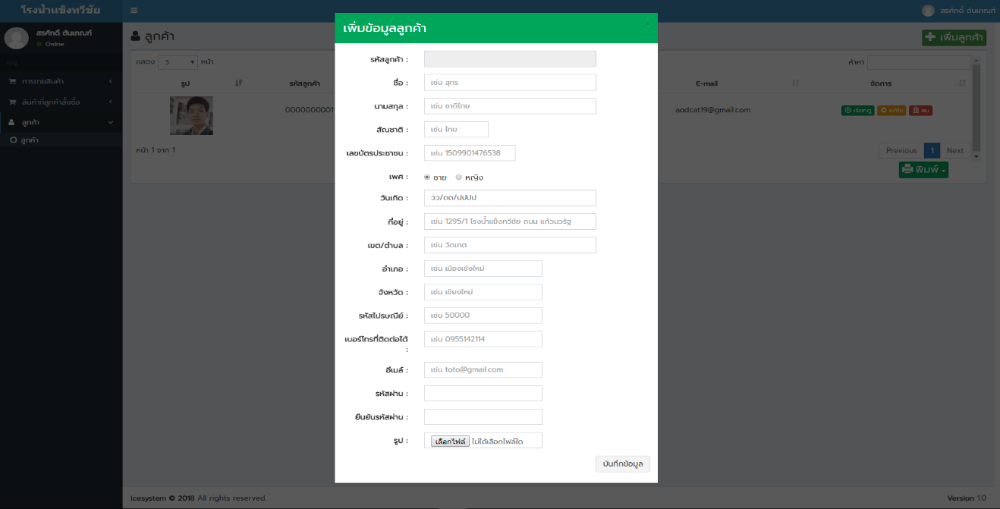 โรงน้ำแข็งทวีชัย
สรศักดิ์ ตันเกณฑ์
สรศักดิ์ ตันเกณฑ์
Online
เมนู
การขายสินค้า
สินค้าที่ลูกค้าสั่งซื้อ
ลูกค้า
ลูกค้า
ลูกค้า
เพิ่มลูกค้า
แสดง 5 หน้า
ค้าหา
รูป รหัสลูกค้า E-mail จัดการ
00000000001 aodcat19@gmail.com เรียกดู แก้ไข ลบ
หน้า 1 จาก 1
Previous 1 Next
พิมพ์
เพิ่มข้อมูลลูกค้า
×
รหัสลูกค้า :
ชื่อ : เช่น สุทร
นามสกุล : เช่น ชาติไทย
สัณชาติ : เช่น ไทย
เลขบัตรประชาชน : เช่น 1509901476538
เพศ : ชาย หญิง
วันเกิด : วว/ดด/ปปปป
ที่อยู่ : เช่น 1295/1 โรงน้ำแข็งทวีชัย ถนน แก้วนวรัฐ
เขต/ตำบล : เช่น วัดเกต
อำเภอ : เช่น เมืองเชิงใหม่
จังหวัด : เช่น เชียงใหม่
รหัสไปรษณีย์ : เช่น 50000
เบอร์โทรที่ติดต่อได้ : เช่น 0955142114
อีเมล์ : เช่น toto@gmail.com
รหัสผ่าน :
ยืนยันรหัสผ่าน :
รูป : เลือกไฟล์ ไม่ได้เลือกไฟล์ใด
บันทึกข้อมูล
icesystem © 2018 All rights reserved.
Version 1.0